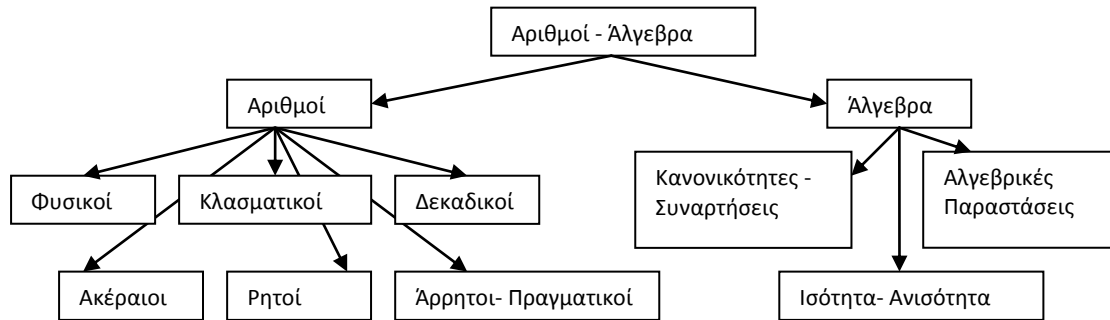 Αριθμοί - Άλγεβρα
Αριθμοί
Άλγεβρα
Φυσικοί
Κλασματικοί
Δεκαδικοί
Κανονικότητες -
Συναρτήσεις
Αλγεβρικές
Παραστάσεις
Ακέραιοι
Ρητοί
Άρρητοι- Πραγματικοί
Ισότητα- Ανισότητα